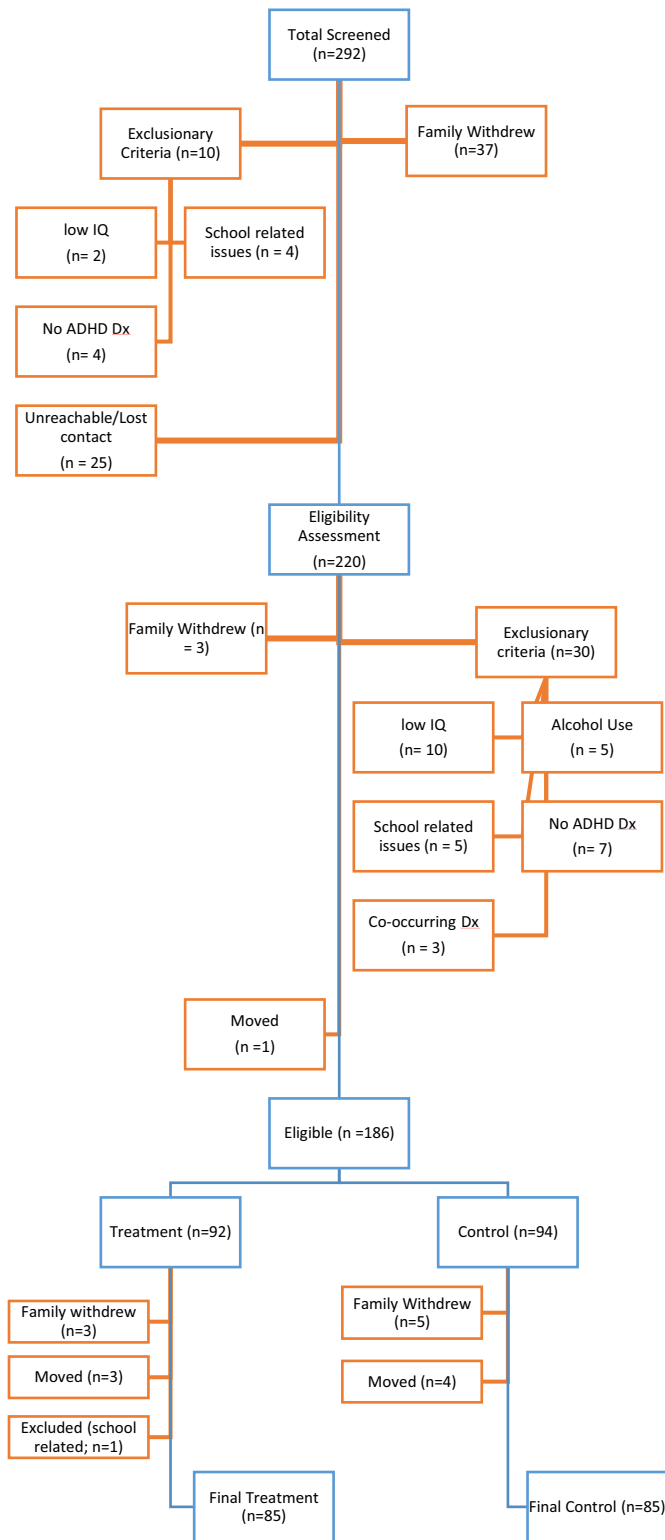 Total Screened
(n=292)
Exclusionary
Criteria (n=10)
Family Withdrew
(n=37)
low IQ
(n= 2)
School related
issues (n = 4)
No ADHD Dx
(n= 4)
Unreachable/Lost
contact
(n = 25)
Eligibility
Assessment
(n=220)
Family Withdrew (n
= 3)
Exclusionary
criteria (n=30)
low IQ
(n= 10)
Alcohol Use
(n = 5)
School related
issues (n = 5)
No ADHD Dx
(n= 7)
Co-occurring Dx
(n = 3)
Moved
(n =1)
Eligible (n =186)
Treatment (n=92)
Control (n=94)
Family withdrew
(n=3)
Family Withdrew
(n=5)
Moved (n=3)
Moved (n=4)
Excluded (school
related; n=1)
Final Treatment
(n=85)
Final Control (n=85)